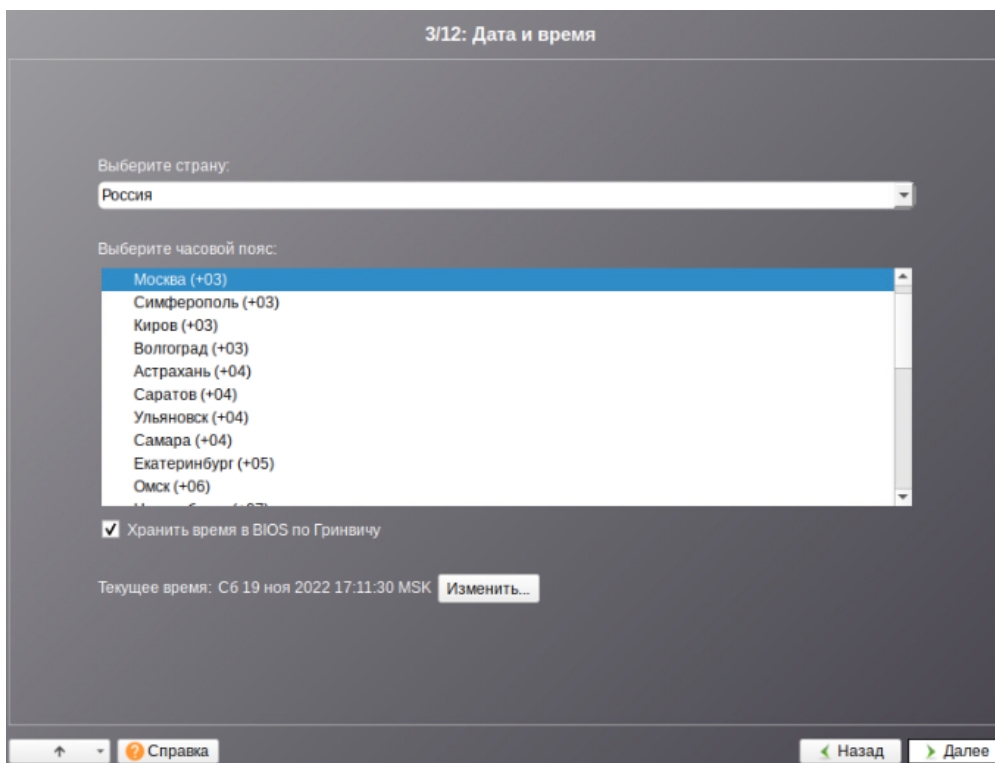 3/12: Дата и время
Выберите страну:
Россия
Выберите часовой пояс:
Москва (+03)
Симферополь (+03)
Киров (+03)
Волгоград (+03)
Астрахань (+04)
Саратов (+04)
Ульяновск (+04)
Самара (+04)
Екатеринбург (+05)
Омск (+06)
Хранить время в BIOS по Гринвичу
Текущее время: Сб 19 ноя 2022 17:11:30 MSK Изменить...
Справка Назад Далее